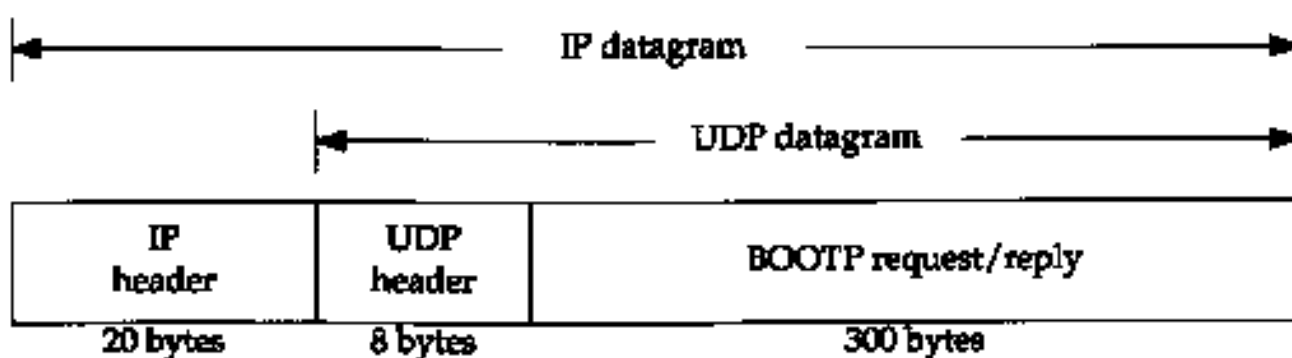 IP datagram
UDP datagram
IP
header
UDP
header
BOOTP request/reply
20 bytes
8 bytes
300 bytes